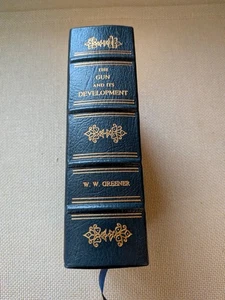 THE
GUN
AND ITS
DEVELOPMENT
W. W. GREENER